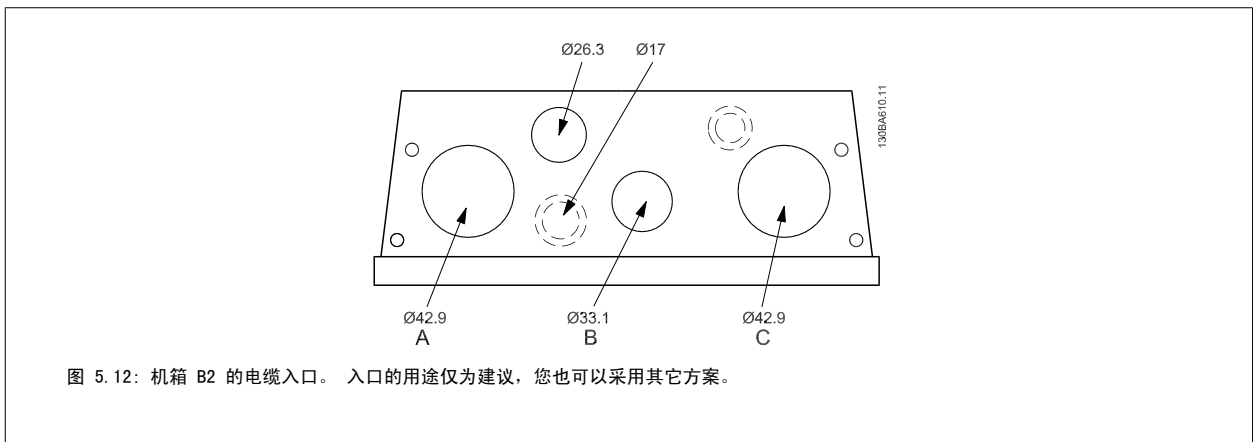 Ø26.3 Ø17
130BA610.11
Ø42.9 Ø33.1 Ø42.9
A B C
图 5.12: 机箱 B2 的电缆入口。 入口的用途仅为建议，您也可以采用其它方案。